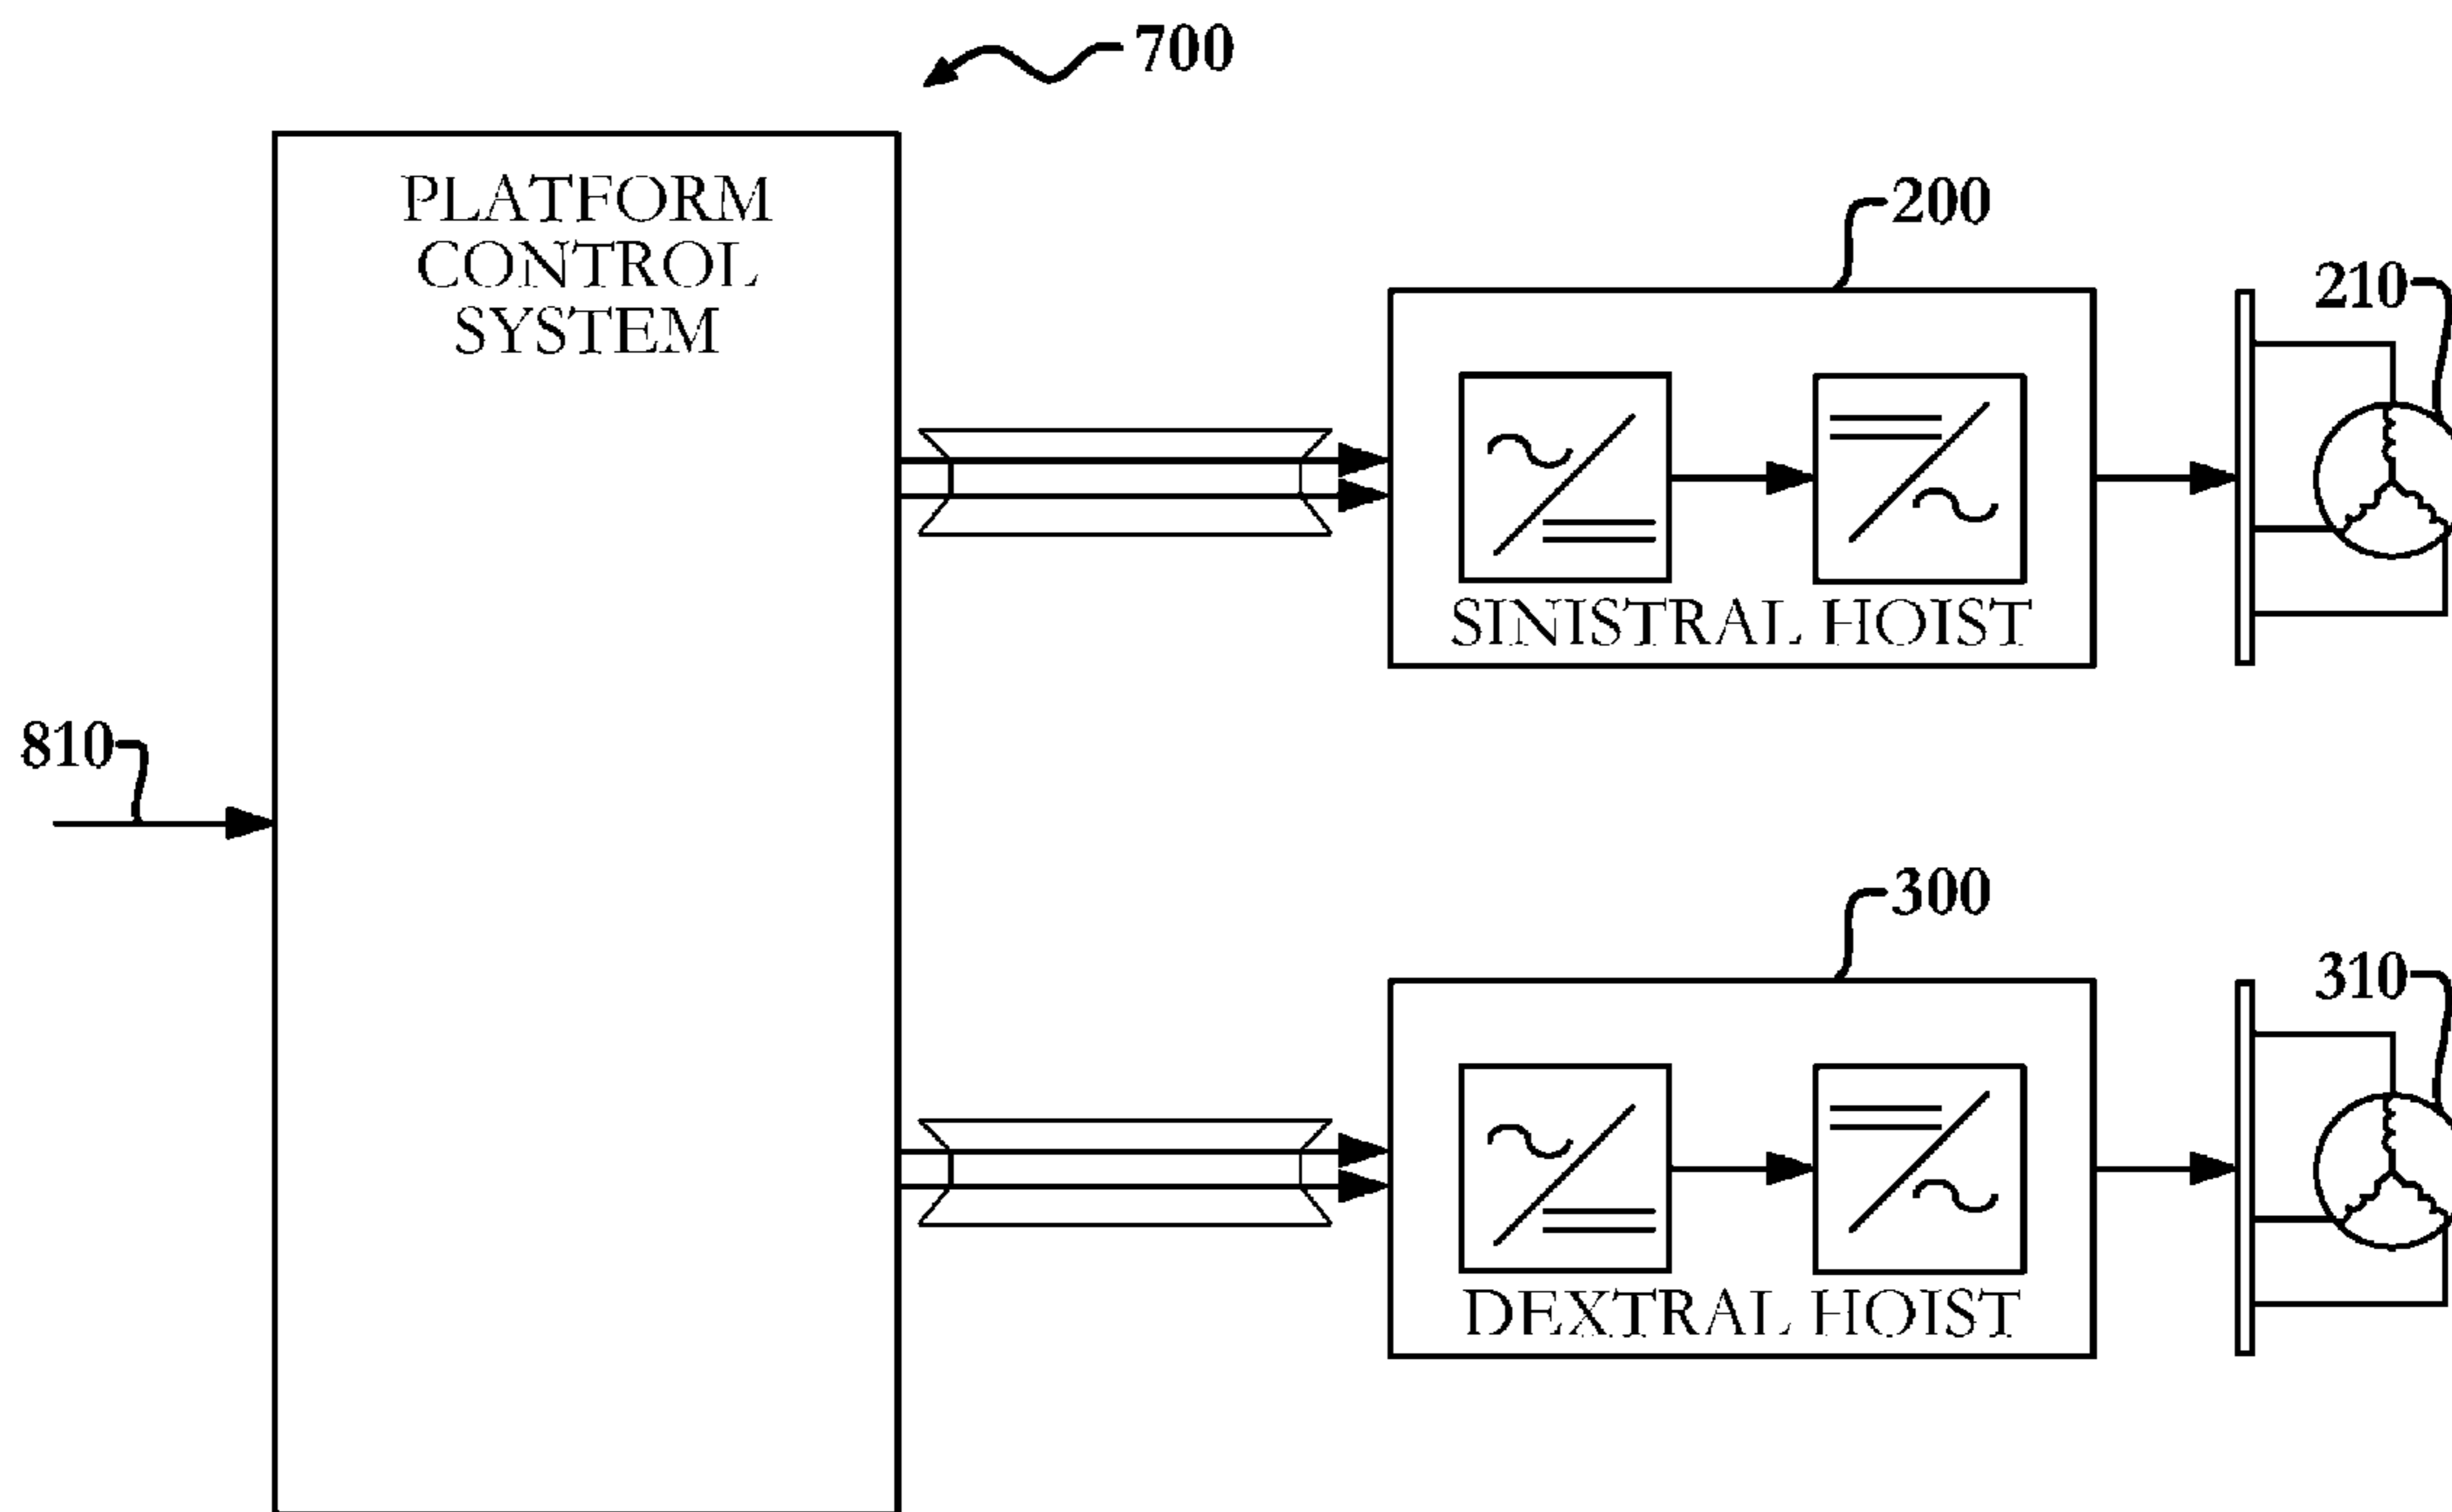 700
PLATFORM
CONTROL
SYSTEM
200
210
SINISTRAL HOIST
810
300
310
DEXTRAL HOIST